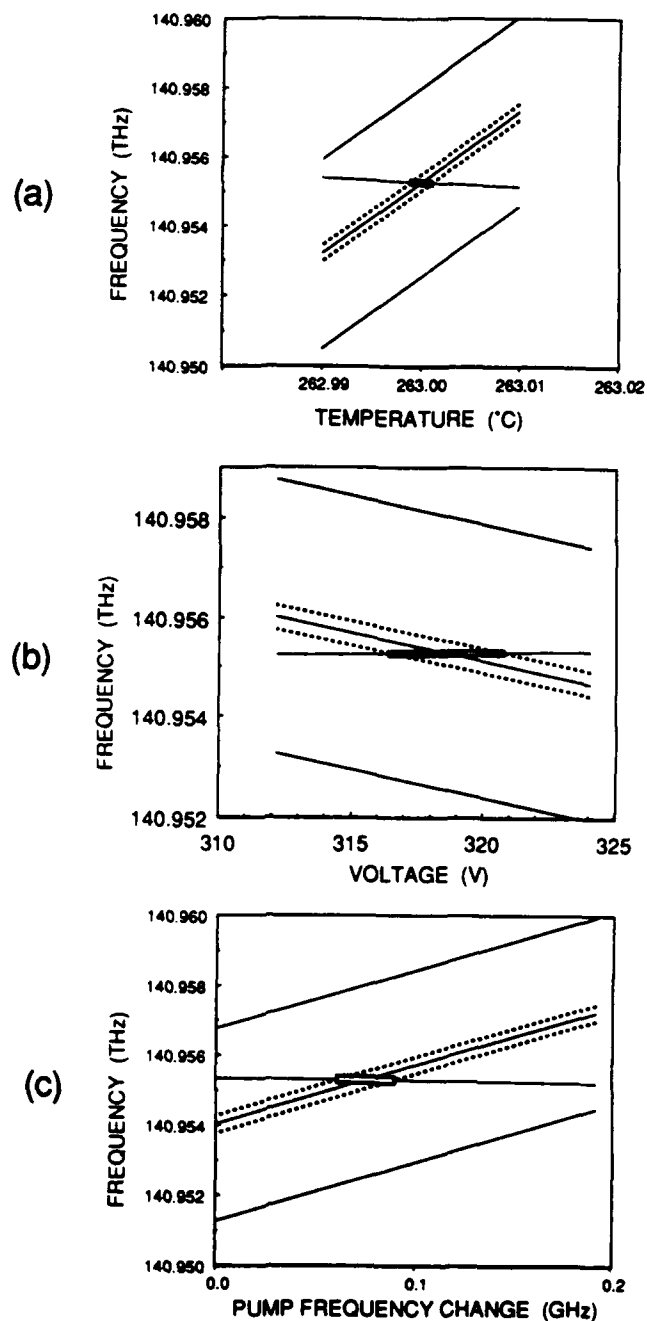 (a)
FREQUENCY (THz)
140.960
140.958
140.956
140.954
140.952
140.950
262.99 263.00 263.01 263.02
TEMPERATURE (°C)
(b)
FREQUENCY (THz)
140.958
140.956
140.954
140.952
310 315 320 325
VOLTAGE (V)
(c)
FREQUENCY (THz)
140.960
140.958
140.956
140.954
140.952
140.950
0.0 0.1 0.2
PUMP FREQUENCY CHANGE (GHz)